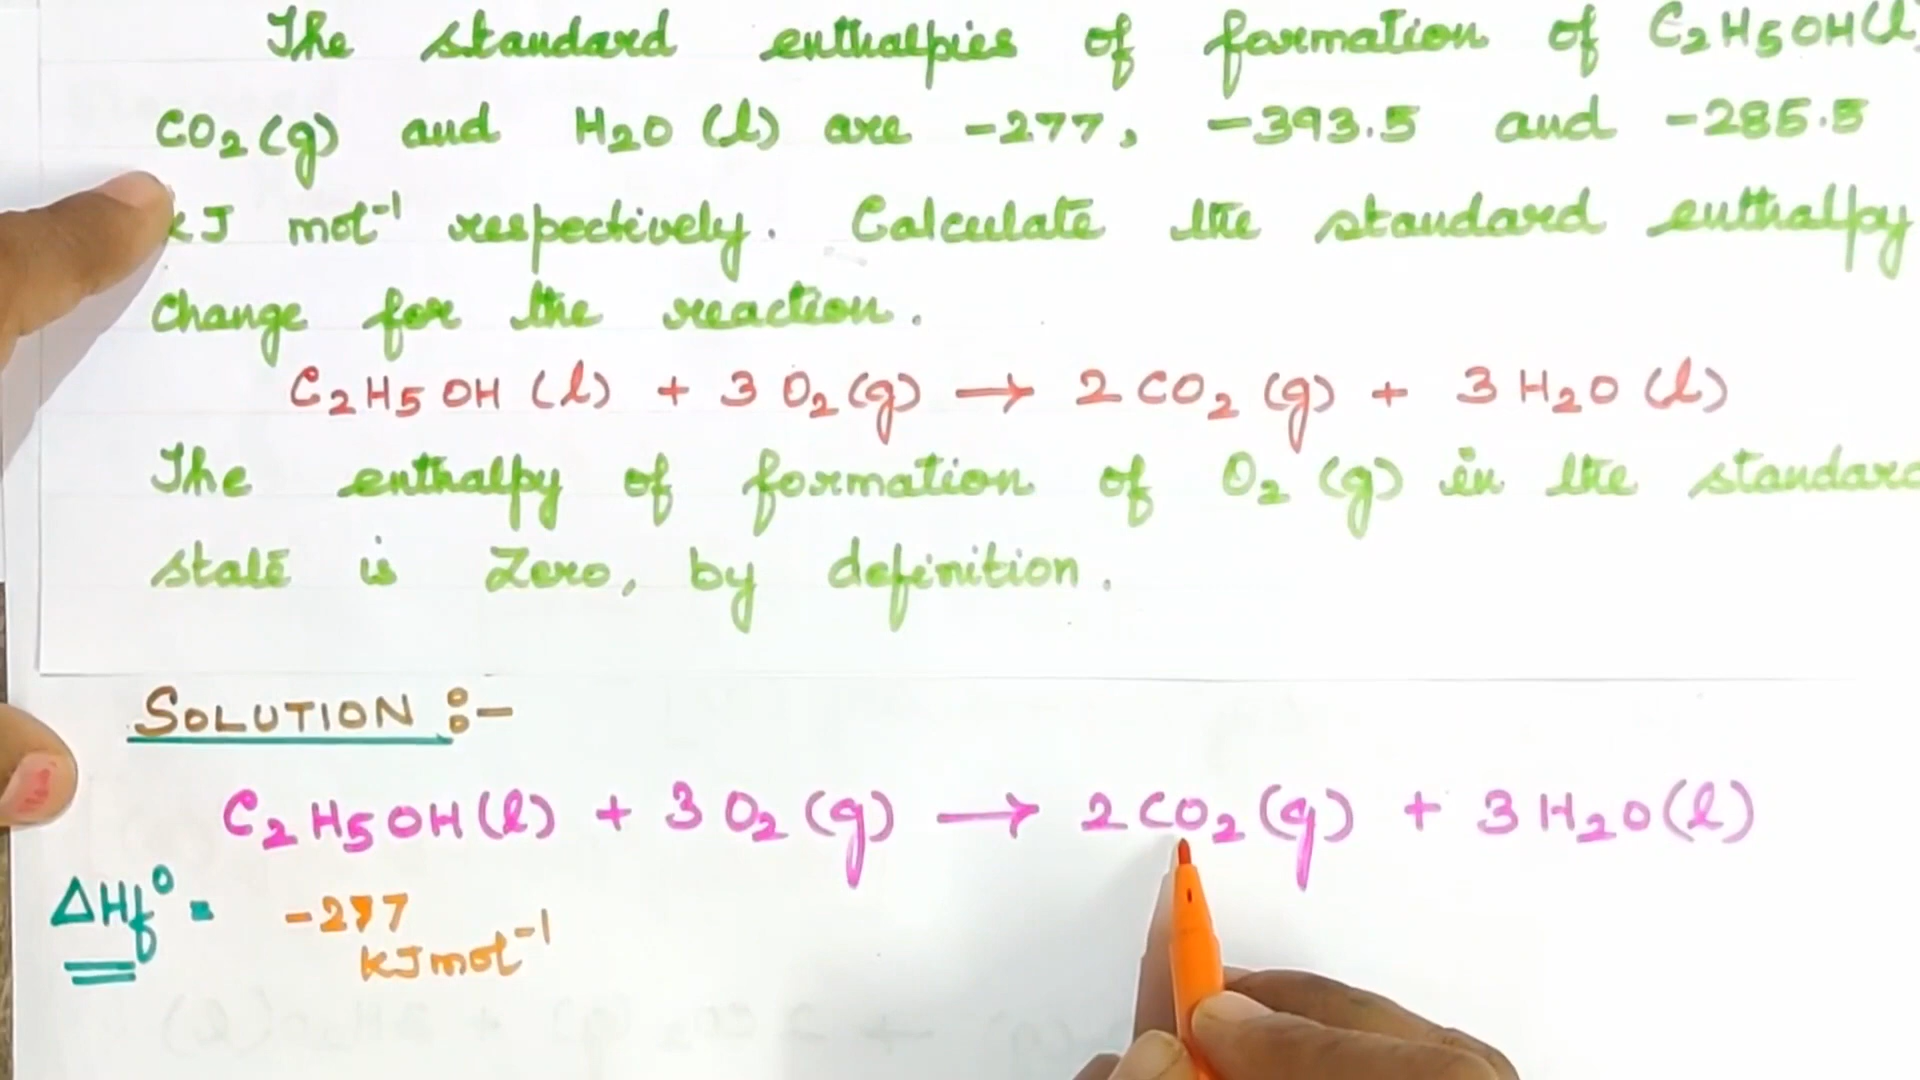 The standard enthalpies of formation of C₂H₅OH(l)
CO₂(g) and H₂O (l) are -277, -393.5 and -285.5
kJ mol⁻¹ respectively. Calculate the standard enthalpy
change for the reaction.
C₂H₅OH (l) + 3 O₂ (g) → 2 CO₂ (g) + 3 H₂O (l)
The enthalpy of formation of O₂ (g) in the standard
state is Zero, by definition.
SOLUTION :-
C₂H₅OH(l) + 3 O₂ (g) → 2 CO₂ (g) + 3 H₂O(l)
ΔHf⁰ = -277
kJ mol⁻¹